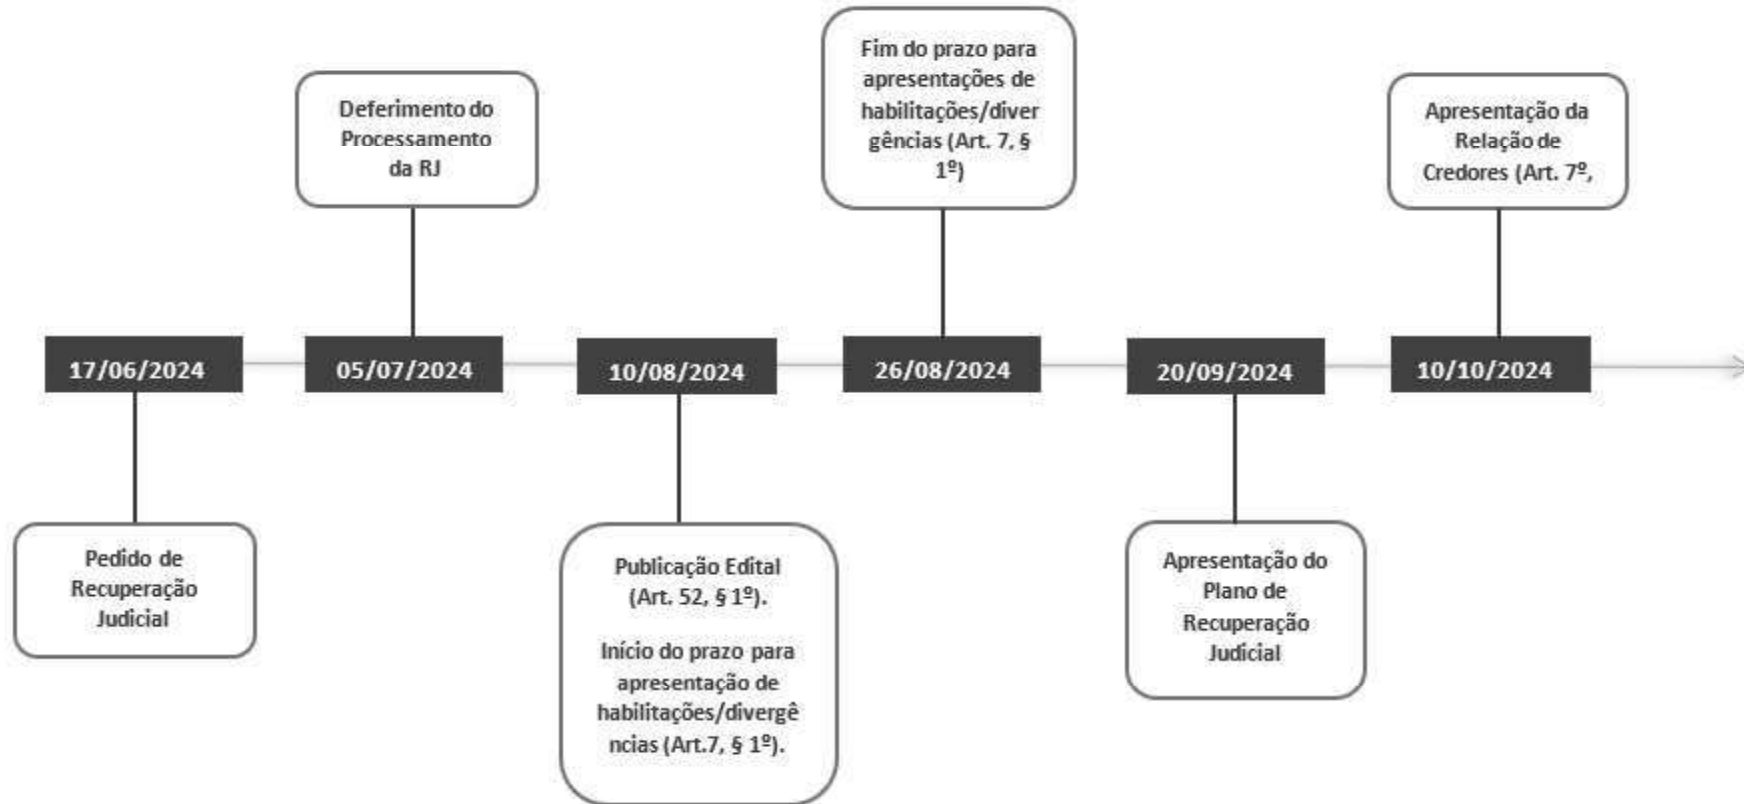 Fim do prazo para
apresentações de
habilitações/diver
gências (Art. 7, §
1º)
Deferimento do
Processamento
da RJ
Apresentação da
Relação de
Credores (Art. 7º,
17/06/2024
05/07/2024
10/08/2024
26/08/2024
20/09/2024
10/10/2024
Pedido de
Recuperação
Judicial
Publicação Edital
(Art. 52, § 1º).
Início do prazo para
apresentação de
habilitações/divergê
ncias (Art.7, § 1º).
Apresentação do
Plano de
Recuperação
Judicial